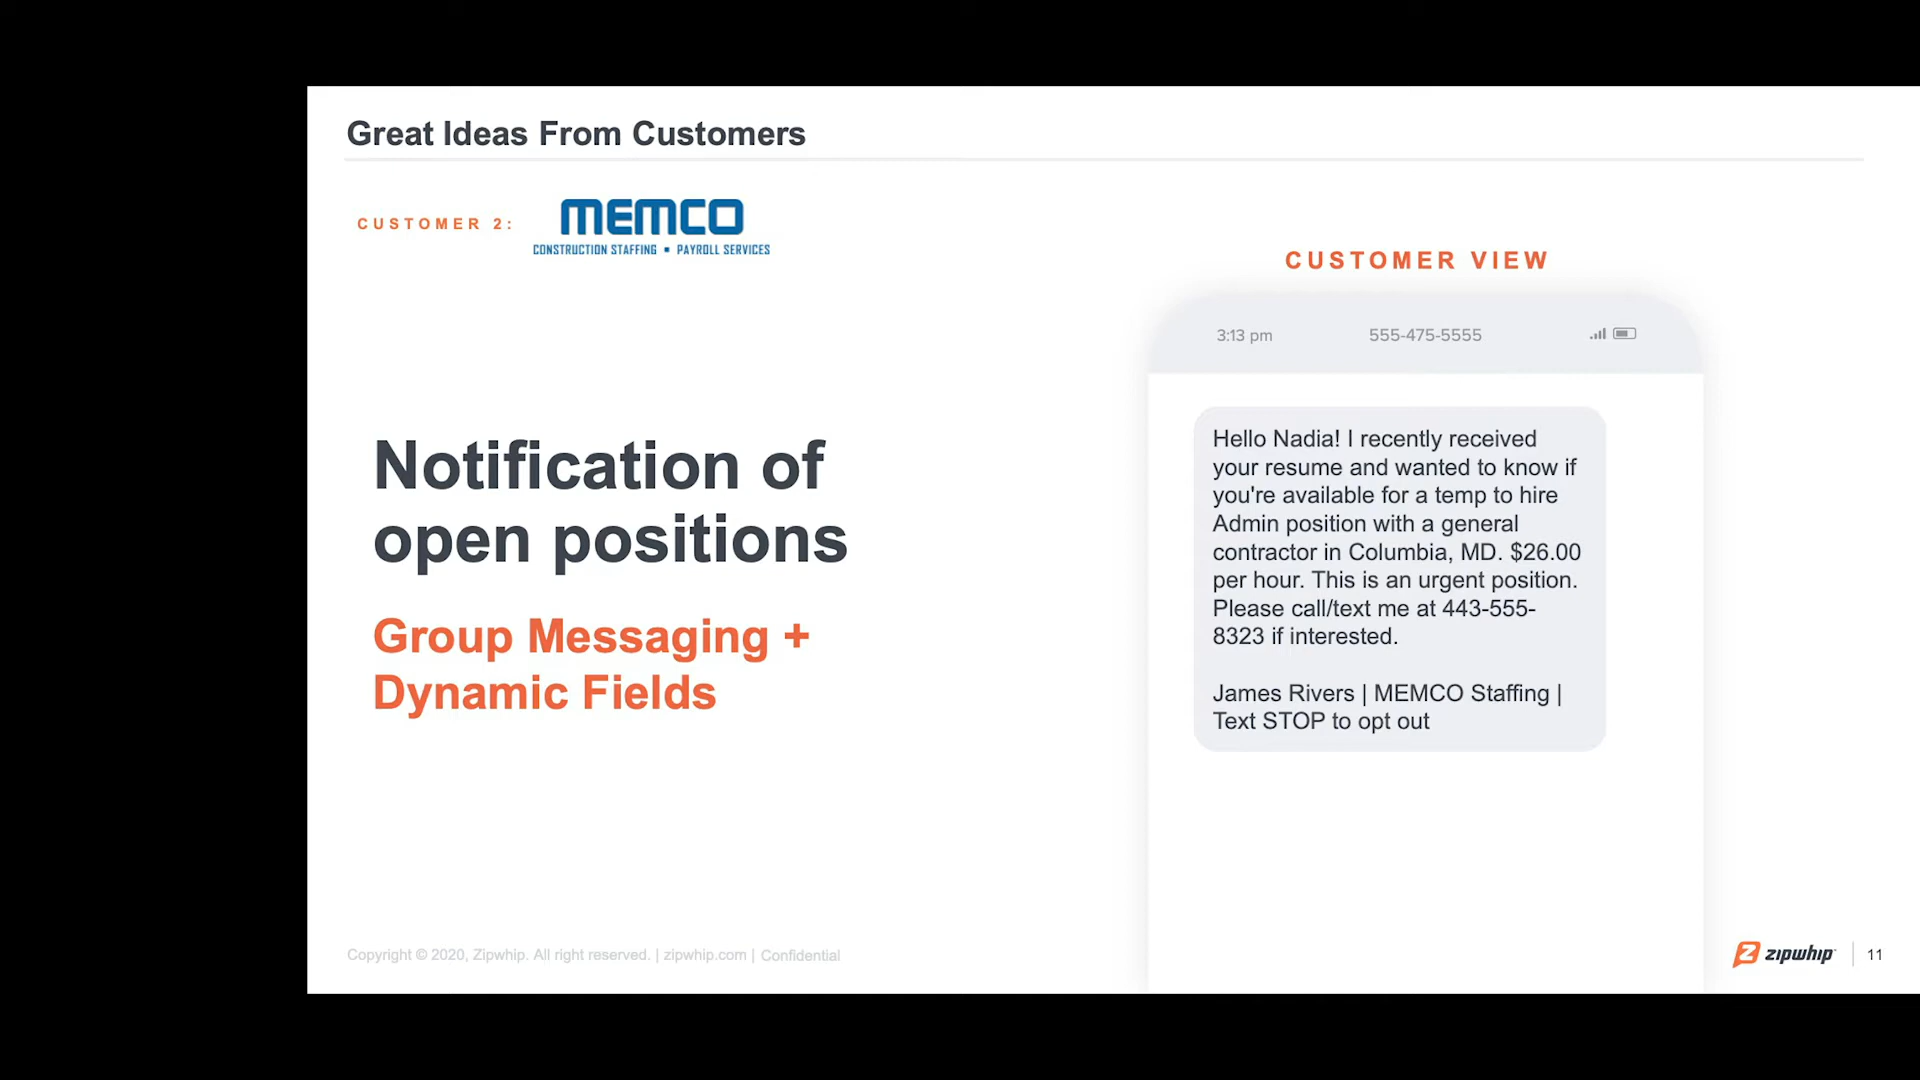 Great Ideas From Customers
CUSTOMER 2:
MEMCO
CONSTRUCTION STAFFING ▪ PAYROLL SERVICES
Notification of
open positions
Group Messaging +
Dynamic Fields
CUSTOMER VIEW
3:13 pm 555-475-5555
Hello Nadia! I recently received
your resume and wanted to know if
you're available for a temp to hire
Admin position with a general
contractor in Columbia, MD. $26.00
per hour. This is an urgent position.
Please call/text me at 443-555-
8323 if interested.
James Rivers | MEMCO Staffing |
Text STOP to opt out
Copyright © 2020, Zipwhip. All right reserved. | zipwhip.com | Confidential
zipwhip 11